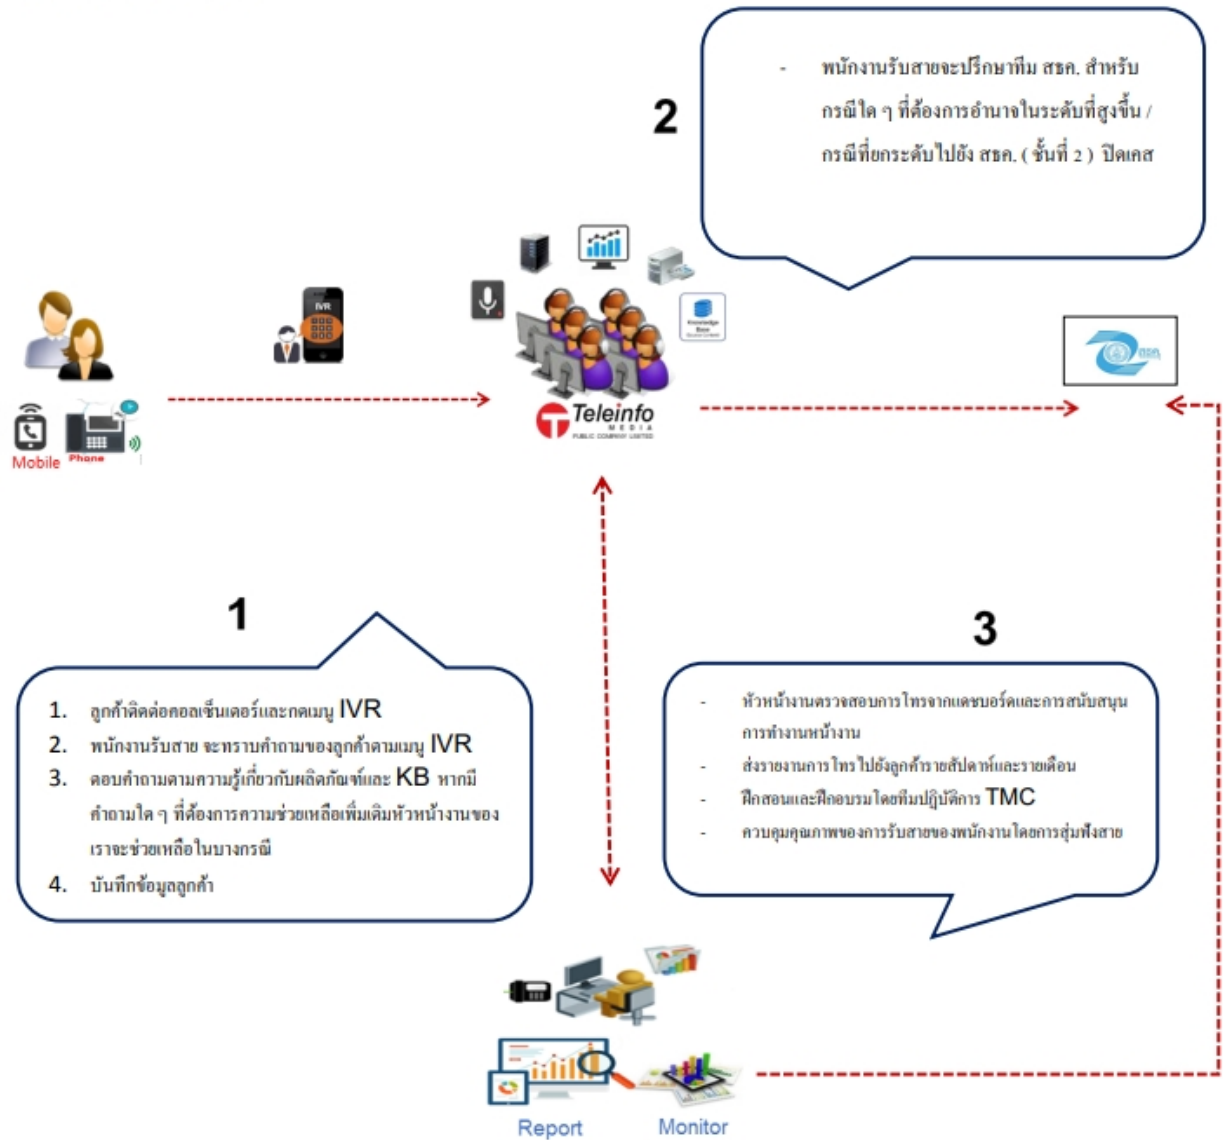 2
- พนักงานรับสายจะปรึกษาทีม สธค. สำหรับ
กรณีใด ๆ ที่ต้องการอำนาจในระดับที่สูงขึ้น /
กรณีที่ยกระดับไปยัง สธค. ( ชั้นที่ 2 ) ปิดเคส
IVR
Knowledge
Base
สธค.
Teleinfo
MEDIA
PUBLIC COMPANY LIMITED
Mobile
Phone
1
1. ลูกค้าติดต่อคอลเซ็นเตอร์และกดเมนู IVR
2. พนักงานรับสาย จะทราบคำถามของลูกค้าตามเมนู IVR
3. ตอบคำถามตามความรู้เกี่ยวกับผลิตภัณฑ์และ KB หากมี
คำถามใด ๆ ที่ต้องการความช่วยเหลือเพิ่มเติมหัวหน้างานของ
เราจะช่วยเหลือในบางกรณี
4. บันทึกข้อมูลลูกค้า
3
- หัวหน้างานตรวจสอบการโทรจากแดชบอร์ดและการสนับสนุน
การทำงานหน้างาน
- ส่งรายงานการโทรไปยังลูกค้ารายสัปดาห์และรายเดือน
- ฝึกสอนและฝึกอบรมโดยทีมปฏิบัติการ TMC
- ควบคุมคุณภาพของการรับสายของพนักงานโดยการสุ่มฟังสาย
Report
Monitor